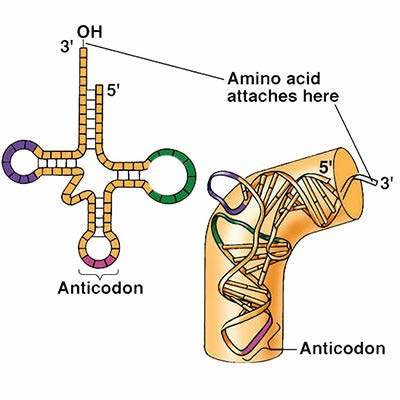 OH
3'
5'
Amino acid
attaches here
5'
3'
Anticodon
Anticodon